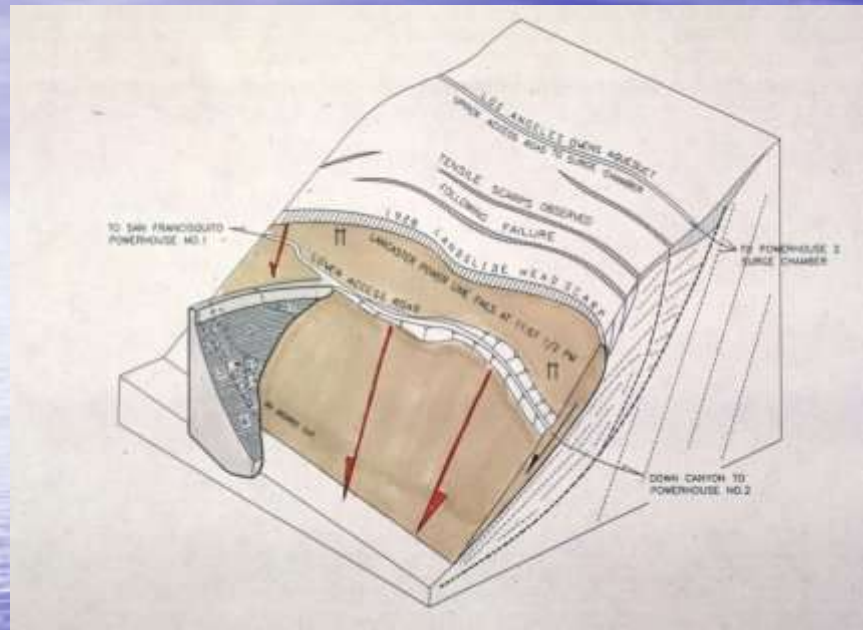 LOS ANGELES OWENS AQUEDUCT
UPPER ACCESS ROAD TO SURGE CHAMBER
TENSILE SCARPS OBSERVED
FOLLOWING FAILURE
1928 LANDSLIDE HEAD SCARP
TO SAN FRANCISQUITO
POWERHOUSE NO.1
LANCASTER POWER LINE FAILS AT 11:57 1/2 PM
LOWER ACCESS ROAD
TO POWERHOUSE 2
SURGE CHAMBER
DOWN CANYON TO
POWERHOUSE NO.2